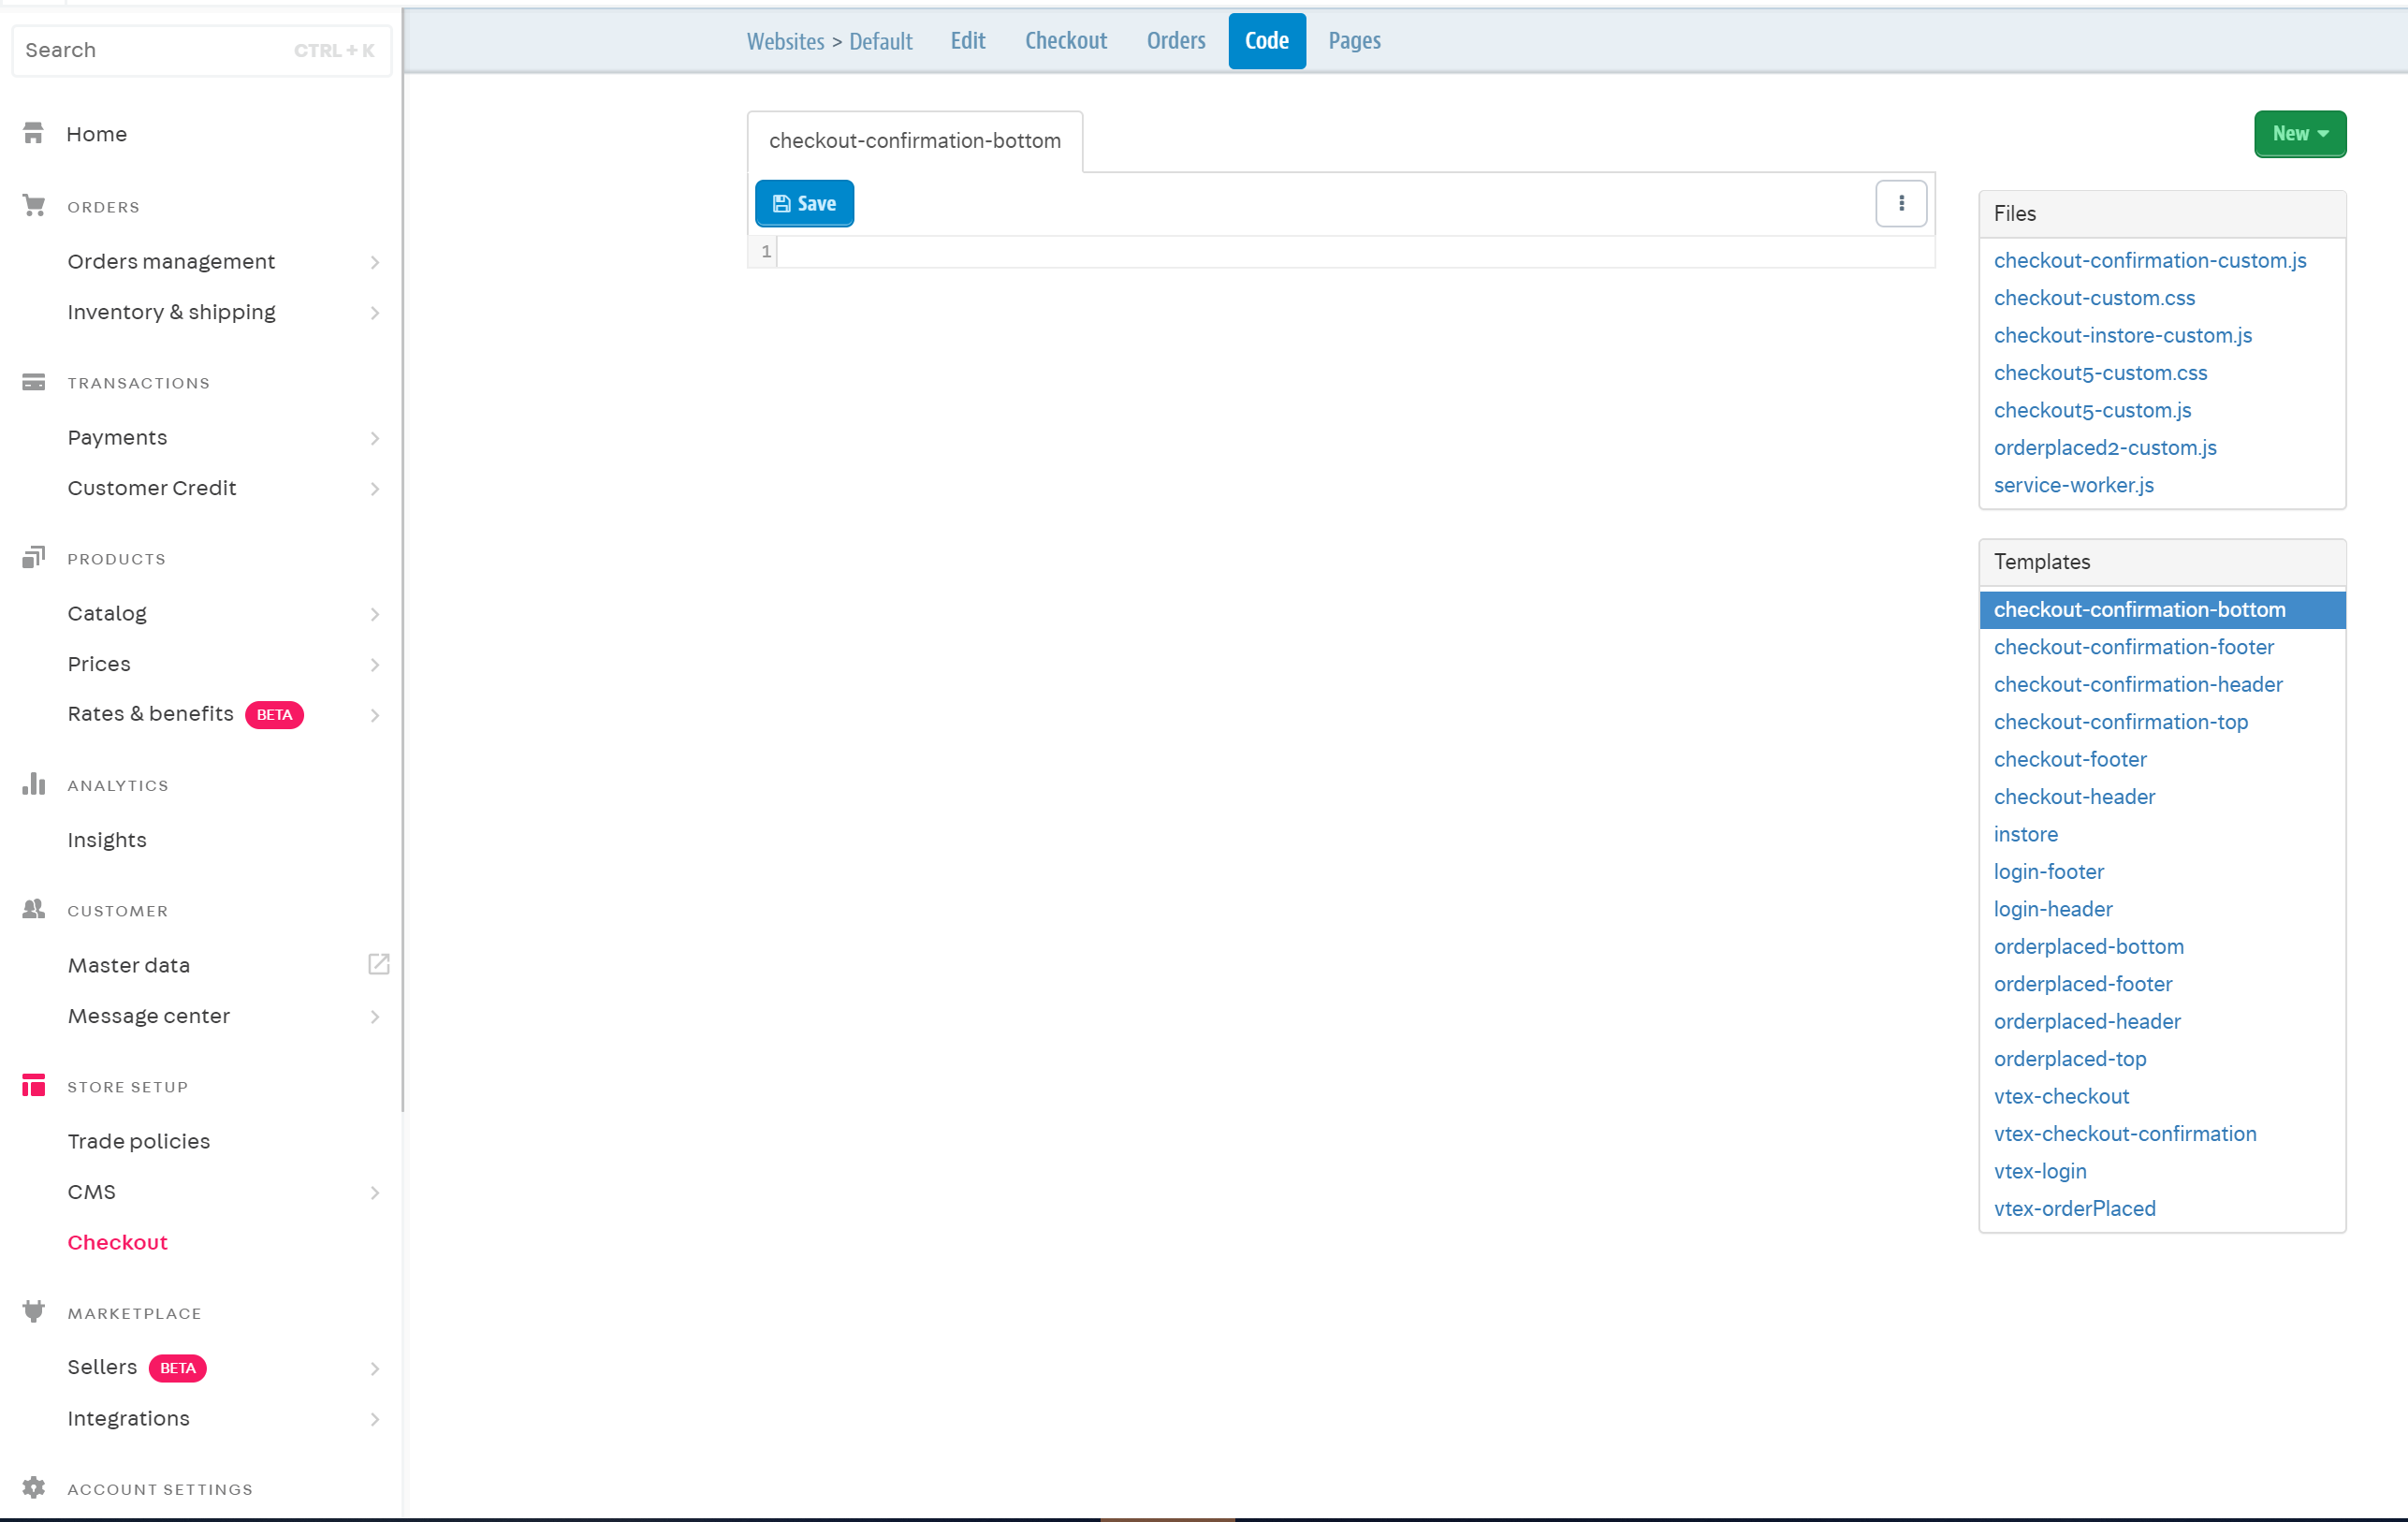 Search CTRL + K
Home
ORDERS
Orders management
Inventory & shipping
TRANSACTIONS
Payments
Customer Credit
PRODUCTS
Catalog
Prices
Rates & benefits BETA
ANALYTICS
Insights
CUSTOMER
Master data
Message center
STORE SETUP
Trade policies
CMS
Checkout
MARKETPLACE
Sellers BETA
Integrations
ACCOUNT SETTINGS
Websites > Default Edit Checkout Orders Code Pages
checkout-confirmation-bottom
Save
1
New
Files
checkout-confirmation-custom.js
checkout-custom.css
checkout-instore-custom.js
checkout5-custom.css
checkout5-custom.js
orderplaced2-custom.js
service-worker.js
Templates
checkout-confirmation-bottom
checkout-confirmation-footer
checkout-confirmation-header
checkout-confirmation-top
checkout-footer
checkout-header
instore
login-footer
login-header
orderplaced-bottom
orderplaced-footer
orderplaced-header
orderplaced-top
vtex-checkout
vtex-checkout-confirmation
vtex-login
vtex-orderPlaced